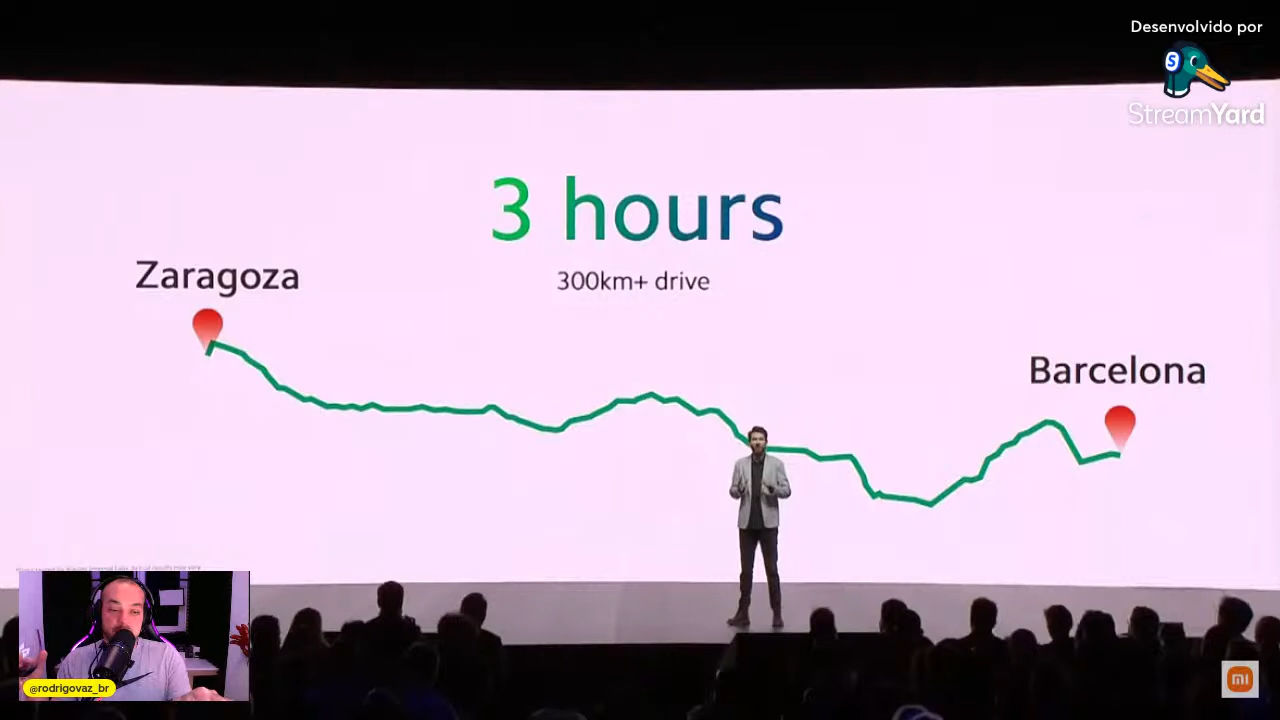 Desenvolvido por
StreamYard
3 hours
300km+ drive
Zaragoza
Barcelona
@rodrigovaz_br
mi